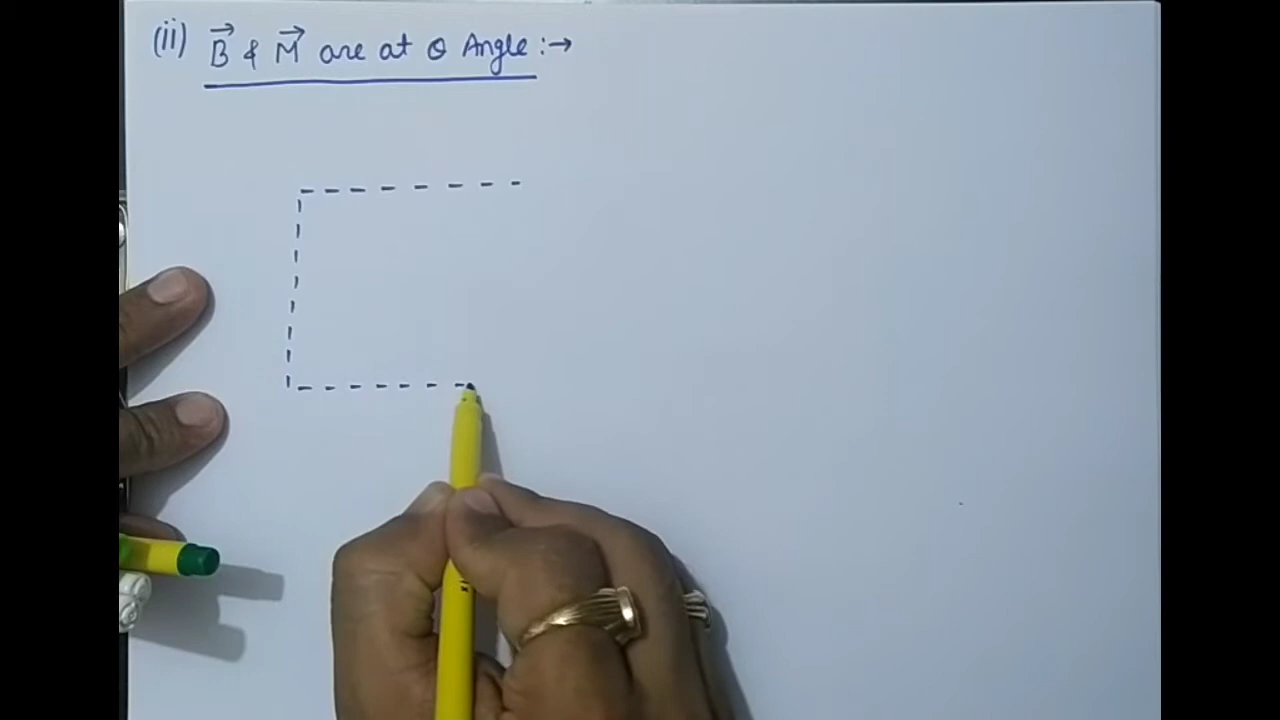 (ii) B⃗ & M⃗ are at θ Angle :→